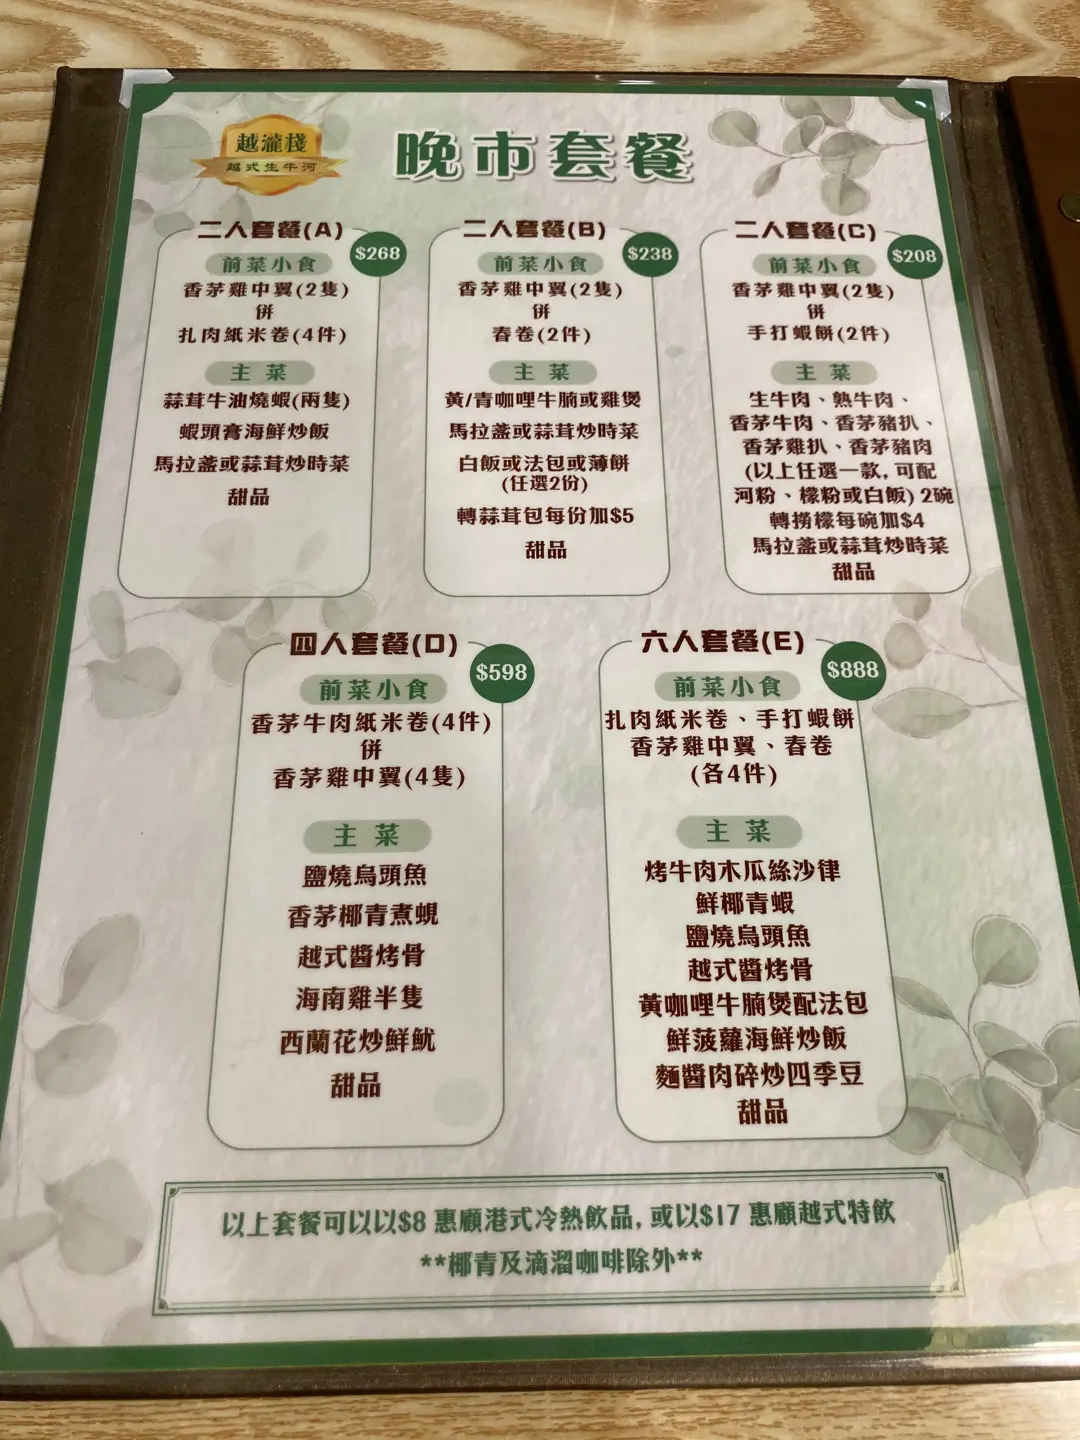 越瀧棧
越式生牛河
晚市套餐
二人套餐(A)
$268
前菜小食
香茅雞中翼(2隻)
併
扎肉紙米卷(4件)
主菜
蒜茸牛油燒蝦(兩隻)
蝦頭膏海鮮炒飯
馬拉盞或蒜茸炒時菜
甜品
二人套餐(B)
$238
前菜小食
香茅雞中翼(2隻)
併
春卷(2件)
主菜
黃/青咖哩牛腩或雞煲
馬拉盞或蒜茸炒時菜
白飯或法包或薄餅
(任選2份)
轉蒜茸包每份加$5
甜品
二人套餐(C)
$208
前菜小食
香茅雞中翼(2隻)
併
手打蝦餅(2件)
主菜
生牛肉、熟牛肉、
香茅牛肉、香茅豬扒、
香茅雞扒、香茅豬肉
(以上任選一款, 可配
河粉、檬粉或白飯) 2碗
轉撈檬每碗加$4
馬拉盞或蒜茸炒時菜
甜品
四人套餐(D)
$598
前菜小食
香茅牛肉紙米卷(4件)
併
香茅雞中翼(4隻)
主菜
鹽燒烏頭魚
香茅椰青煮蜆
越式醬烤骨
海南雞半隻
西蘭花炒鮮魷
甜品
六人套餐(E)
$888
前菜小食
扎肉紙米卷、手打蝦餅
香茅雞中翼、春卷
(各4件)
主菜
烤牛肉木瓜絲沙律
鮮椰青蝦
鹽燒烏頭魚
越式醬烤骨
黃咖哩牛腩煲配法包
鮮菠蘿海鮮炒飯
麵醬肉碎炒四季豆
甜品
以上套餐可以以$8 惠顧港式冷熱飲品, 或以$17 惠顧越式特飲
**椰青及滴溜咖啡除外**